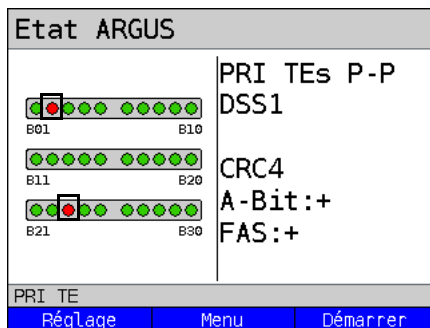 Etat ARGUS
PRI TEs P-P
DSS1
B01 B10
B11 B20
CRC4
A-Bit:+
B21 B30
FAS:+
PRI TE
Réglage Menu Démarrer